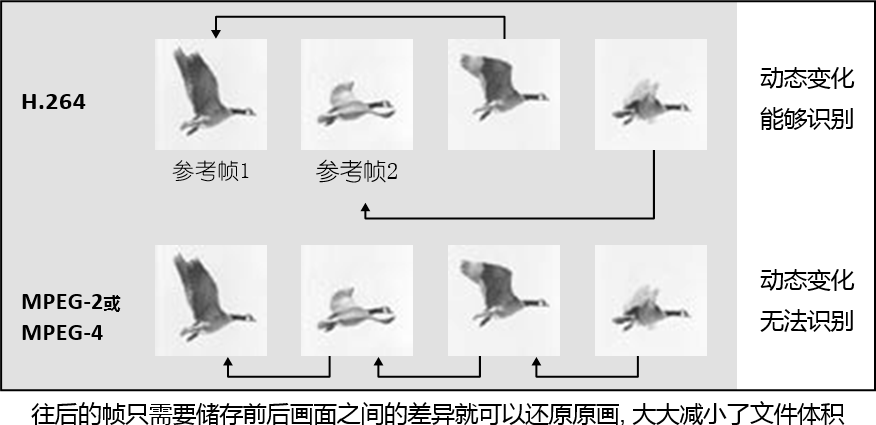 H.264
参考帧1
参考帧2
动态变化
能够识别
MPEG-2或
MPEG-4
动态变化
无法识别
往后的帧只需要储存前后画面之间的差异就可以还原原画, 大大减小了文件体积